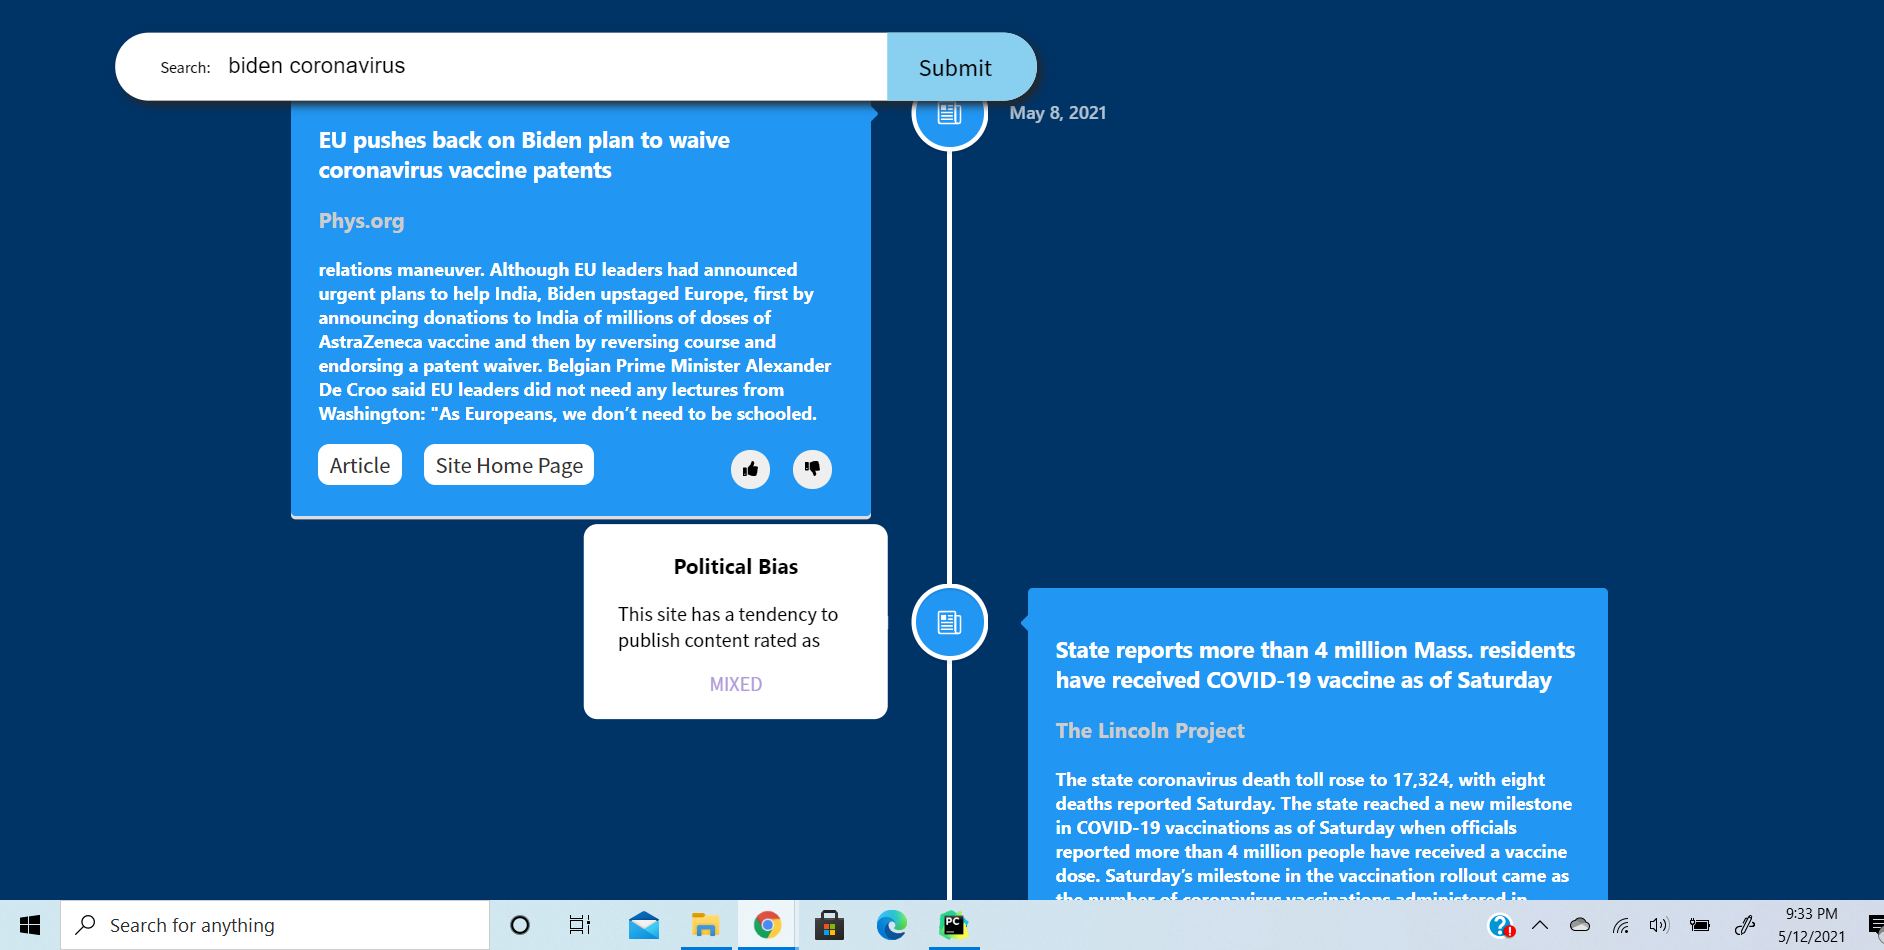 Search: biden coronavirus
Submit
May 8, 2021
EU pushes back on Biden plan to waive
coronavirus vaccine patents
Phys.org
relations maneuver. Although EU leaders had announced
urgent plans to help India, Biden upstaged Europe, first by
announcing donations to India of millions of doses of
AstraZeneca vaccine and then by reversing course and
endorsing a patent waiver. Belgian Prime Minister Alexander
De Croo said EU leaders did not need any lectures from
Washington: "As Europeans, we don’t need to be schooled.
Article
Site Home Page
Political Bias
This site has a tendency to
publish content rated as
MIXED
State reports more than 4 million Mass. residents
have received COVID-19 vaccine as of Saturday
The Lincoln Project
The state coronavirus death toll rose to 17,324, with eight
deaths reported Saturday. The state reached a new milestone
in COVID-19 vaccinations as of Saturday when officials
reported more than 4 million people have received a vaccine
dose. Saturday’s milestone in the vaccination rollout came as
the number of coronavirus vaccinations administered in
Search for anything
PC
9:33 PM
5/12/2021